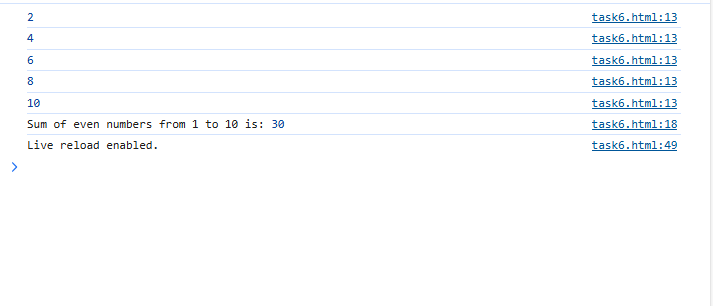 2 task6.html:13
4 task6.html:13
6 task6.html:13
8 task6.html:13
10 task6.html:13
Sum of even numbers from 1 to 10 is: 30 task6.html:18
Live reload enabled. task6.html:49